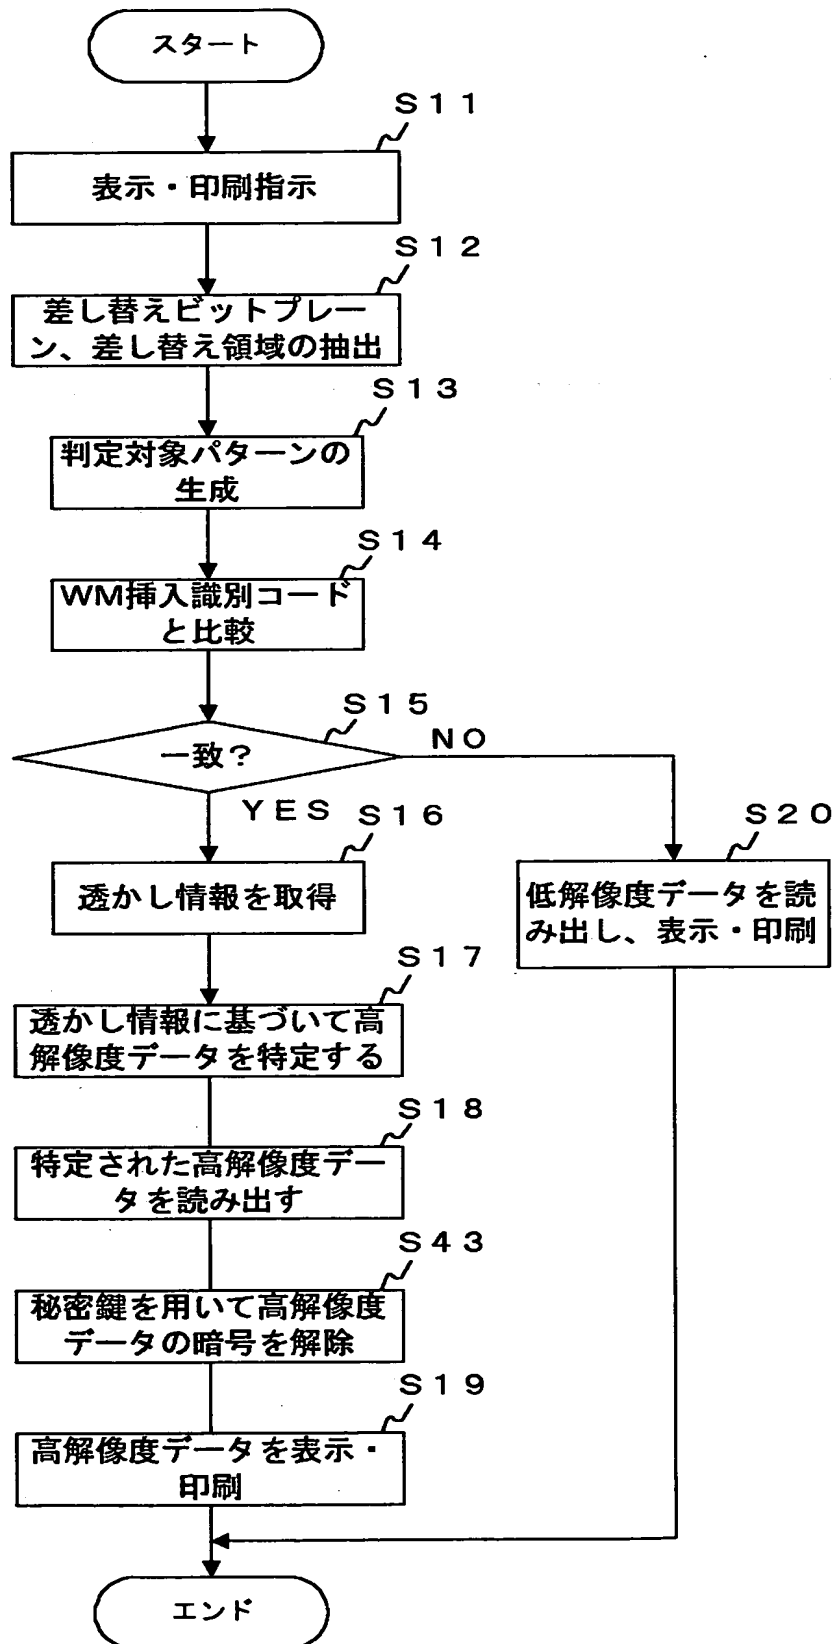 スタート
S11
表示・印刷指示
S12
差し替えビットプレー
ン、差し替え領域の抽出
S13
判定対象パターンの
生成
S14
WM挿入識別コード
と比較
S15
一致?
NO
YES
S16
透かし情報を取得
S20
低解像度データを読
み出し、表示・印刷
S17
透かし情報に基づいて高
解像度データを特定する
S18
特定された高解像度デー
タを読み出す
S43
秘密鍵を用いて高解像度
データの暗号を解除
S19
高解像度データを表示・
印刷
エンド